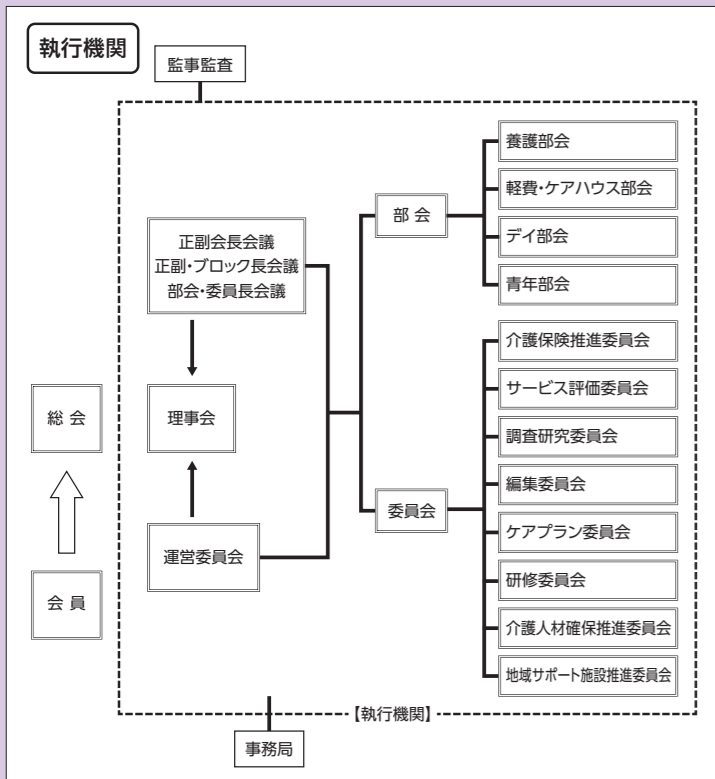 執行機関
監事監査
正副会長会議
正副・ブロック長会議
部会・委員長会議
理事会
運営委員会
総会
会員
部会
養護部会
軽費・ケアハウス部会
デイ部会
青年部会
委員会
介護保険推進委員会
サービス評価委員会
調査研究委員会
編集委員会
ケアプラン委員会
研修委員会
介護人材確保推進委員会
地域サポート施設推進委員会
【執行機関】
事務局